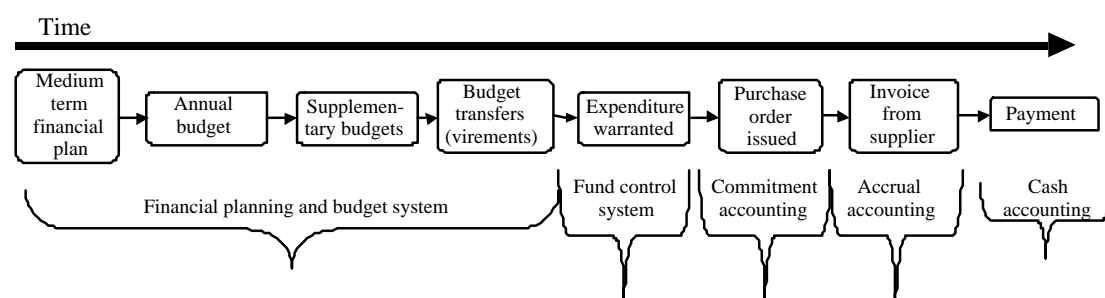 Time
Medium
term
financial
plan
Annual
budget
Supplemen-
tary budgets
Budget
transfers
(virements)
Expenditure
warranted
Purchase
order
issued
Invoice
from
supplier
Payment
Financial planning and budget system
Fund control
system
Commitment
accounting
Accrual
accounting
Cash
accounting